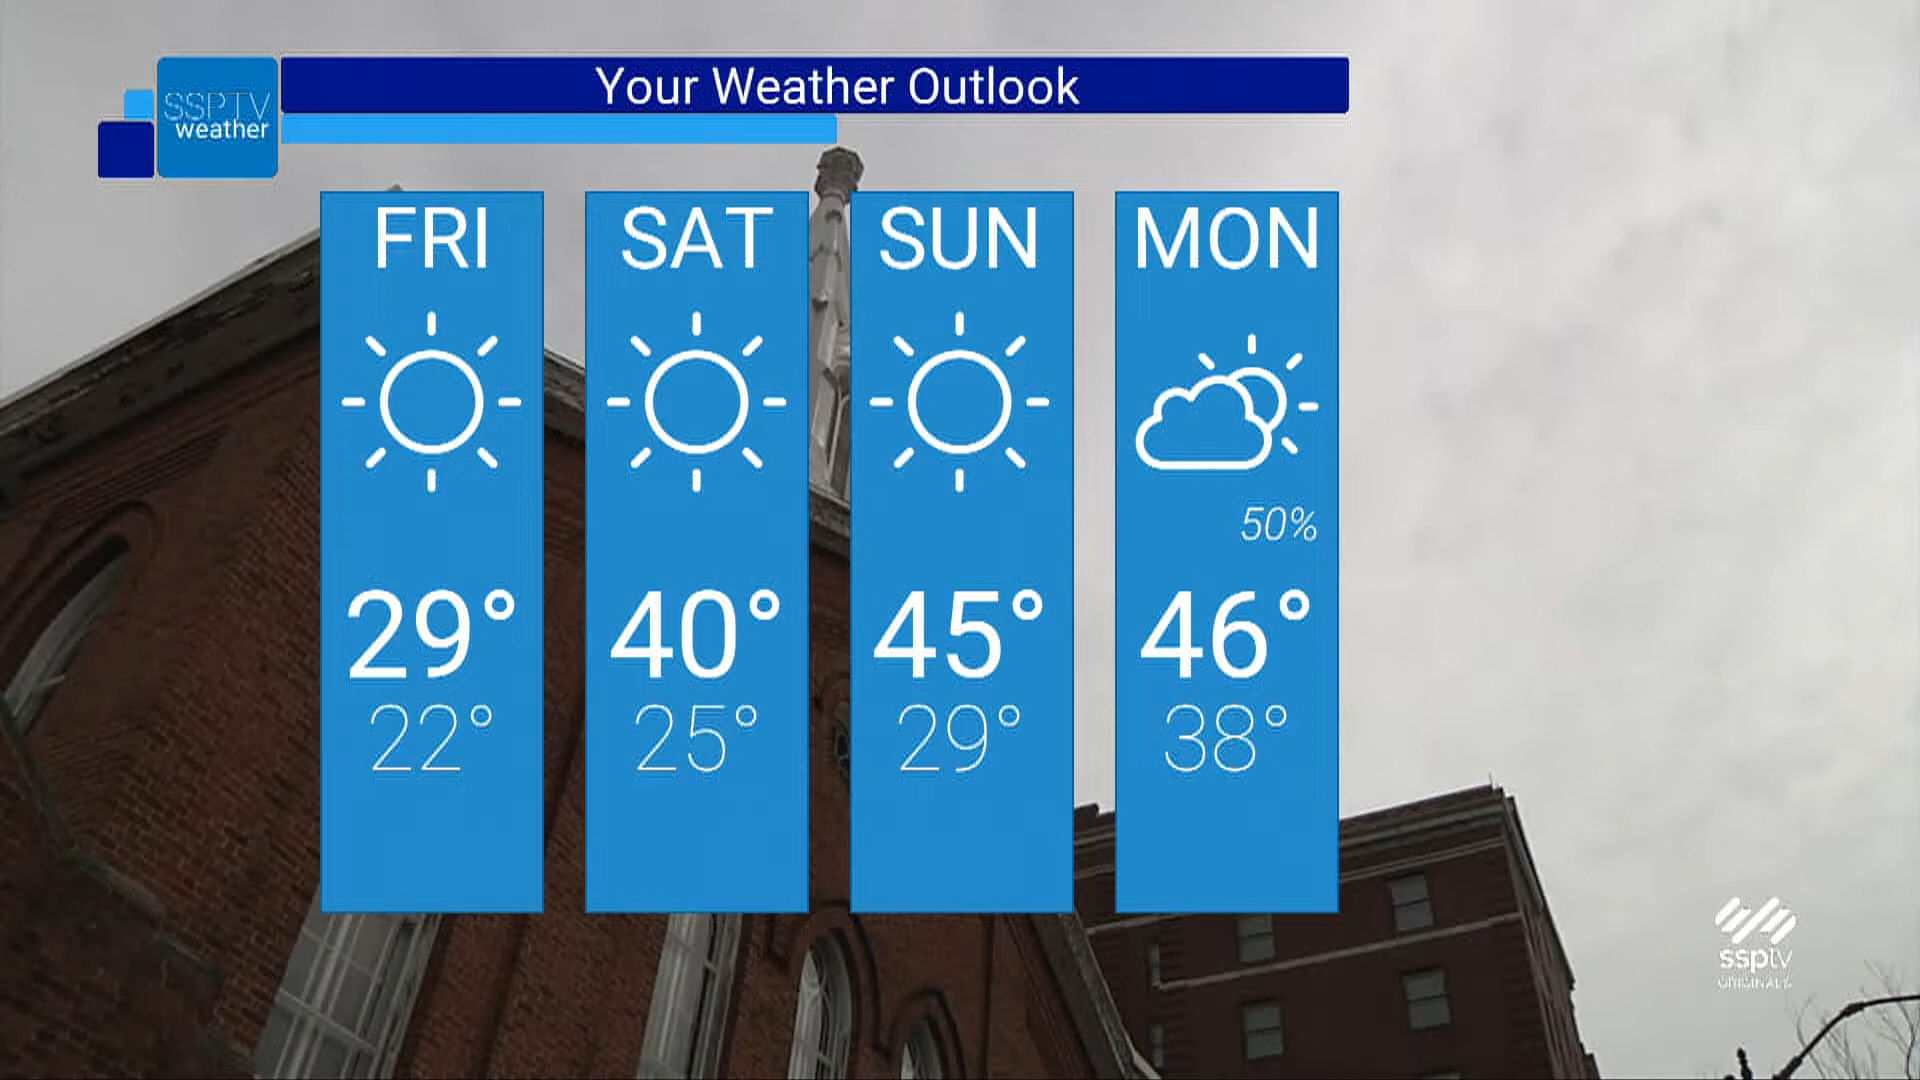 SSPTV
weather
Your Weather Outlook
FRI
29°
22°
SAT
40°
25°
SUN
45°
29°
MON
50%
46°
38°
ssptv
ORIGINALS